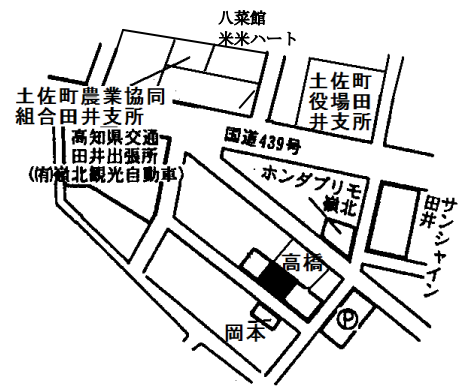 八菜館
米米ハート
土佐町農業協同
組合田井支所
土佐町
役場田
井支所
高知県交通
田井出張所
(㈲嶺北観光自動車)
国道439号
ホンダプリモ
嶺北
サンシャイン
田井
高橋
岡本
P